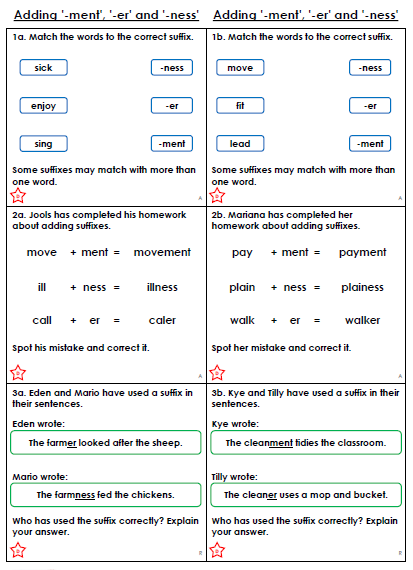 Adding '-ment', '-er' and '-ness'
1a. Match the words to the correct suffix.
sick -ness
enjoy -er
sing -ment
Some suffixes may match with more than
one word.
D
A
Adding '-ment', '-er' and '-ness'
1b. Match the words to the correct suffix.
move -ness
fit -er
lead -ment
Some suffixes may match with more than
one word.
D
A
2a. Jools has completed his homework
about adding suffixes.
move + ment = movement
ill + ness = illness
call + er = caler
Spot his mistake and correct it.
D
A
2b. Mariana has completed her
homework about adding suffixes.
pay + ment = payment
plain + ness = plainess
walk + er = walker
Spot her mistake and correct it.
D
A
3a. Eden and Mario have used a suffix in
their sentences.
Eden wrote:
The farmer looked after the sheep.
Mario wrote:
The farmness fed the chickens.
Who has used the suffix correctly? Explain
your answer.
D
R
3b. Kye and Tilly have used a suffix in their
sentences.
Kye wrote:
The cleanment tidies the classroom.
Tilly wrote:
The cleaner uses a mop and bucket.
Who has used the suffix correctly? Explain
your answer.
D
R